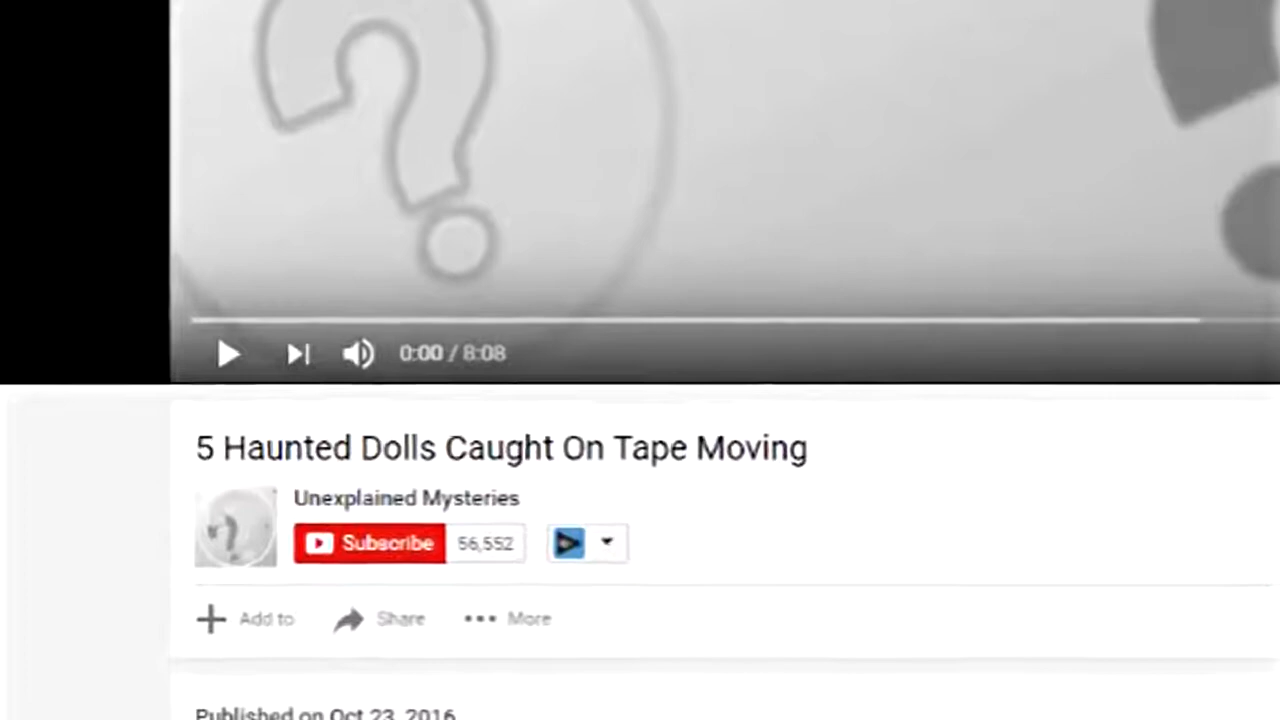 0:00 / 8:08
5 Haunted Dolls Caught On Tape Moving
Unexplained Mysteries
Subscribe 56,552
Add to Share More
Published on Oct 23, 2016